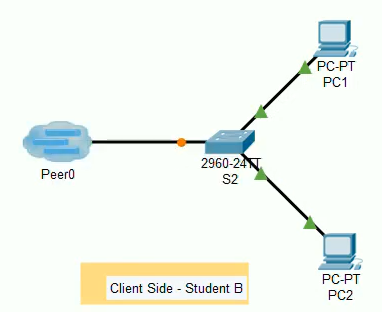 PC-PT
PC1
Peer0
2960-24TT
S2
PC-PT
PC2
Client Side - Student B